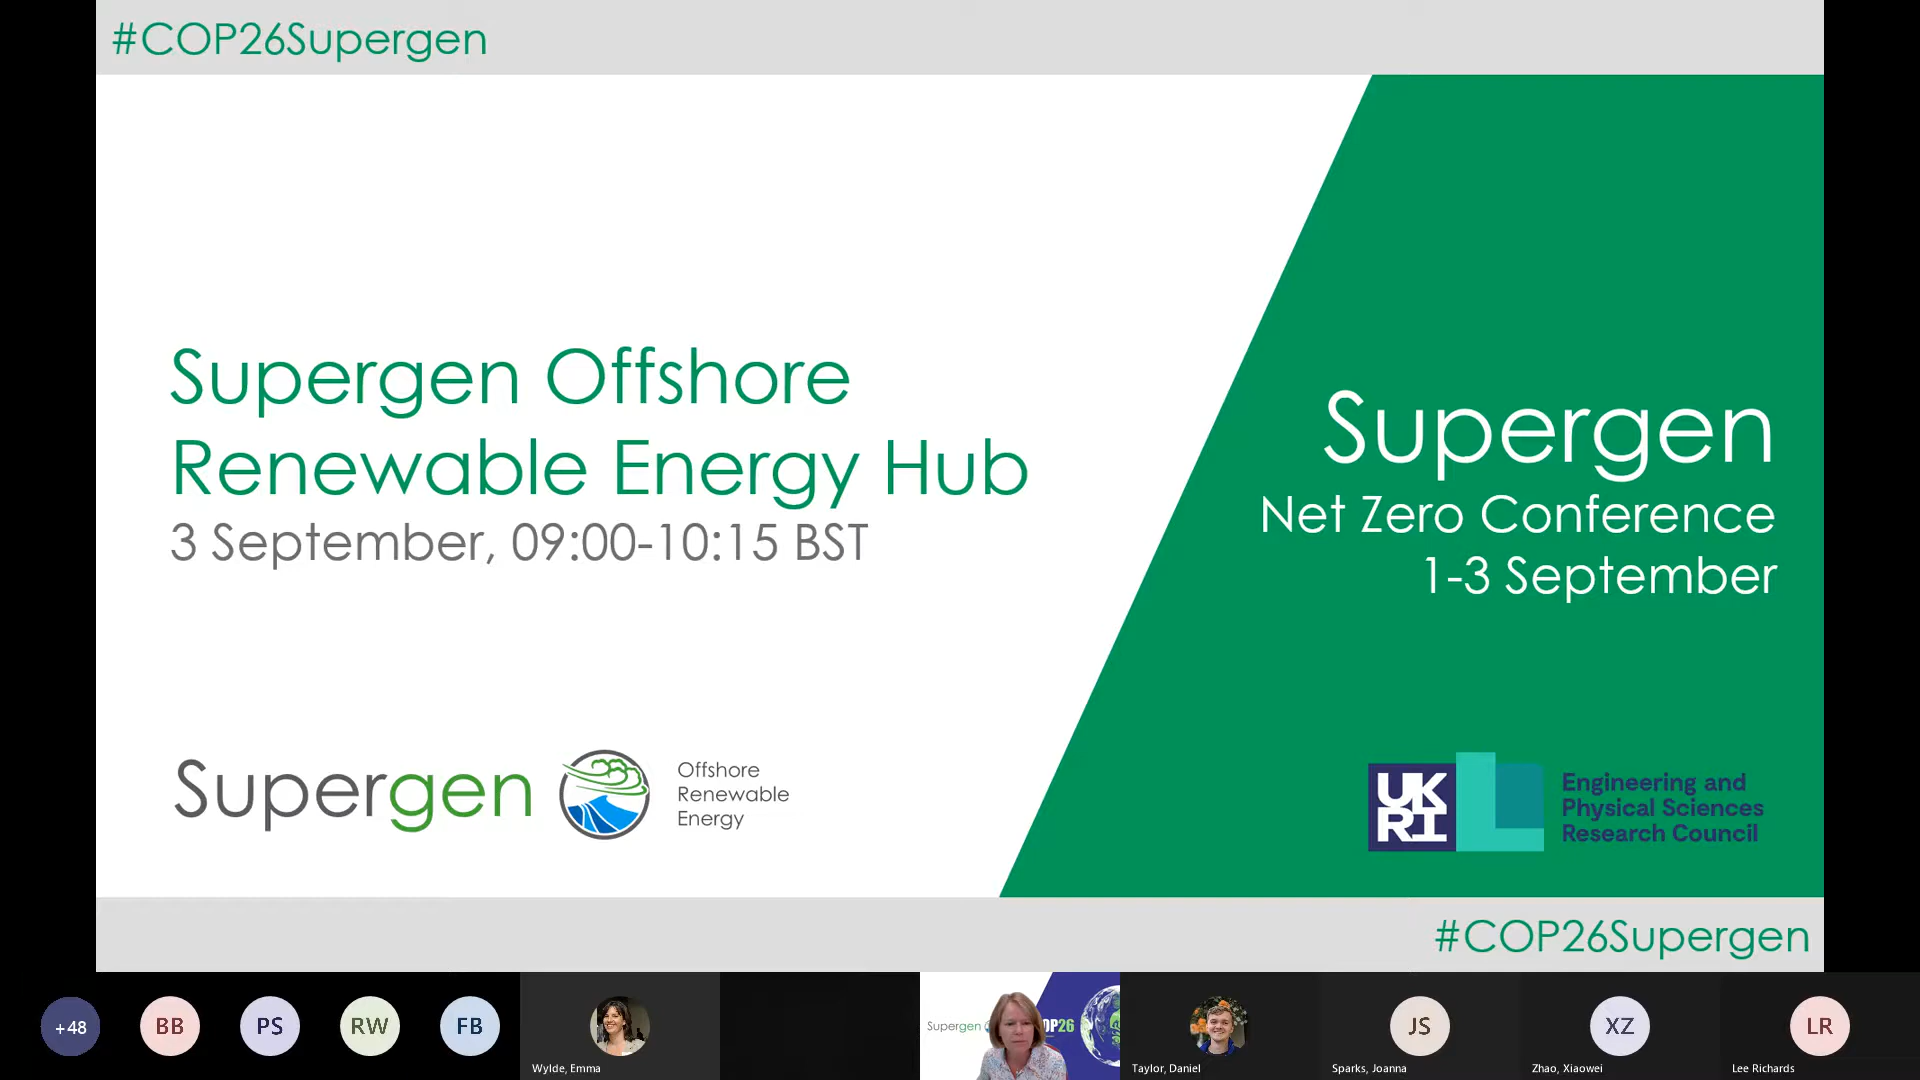 #COP26Supergen
Supergen Offshore
Renewable Energy Hub
3 September, 09:00-10:15 BST
Supergen
Net Zero Conference
1-3 September
Supergen
Offshore
Renewable
Energy
UK
RI
Engineering and
Physical Sciences
Research Council
#COP26Supergen
+48
BB
PS
RW
FB
Wylde, Emma
Supergen
OP26
Taylor, Daniel
JS
Sparks, Joanna
XZ
Zhao, Xiaowei
LR
Lee Richards